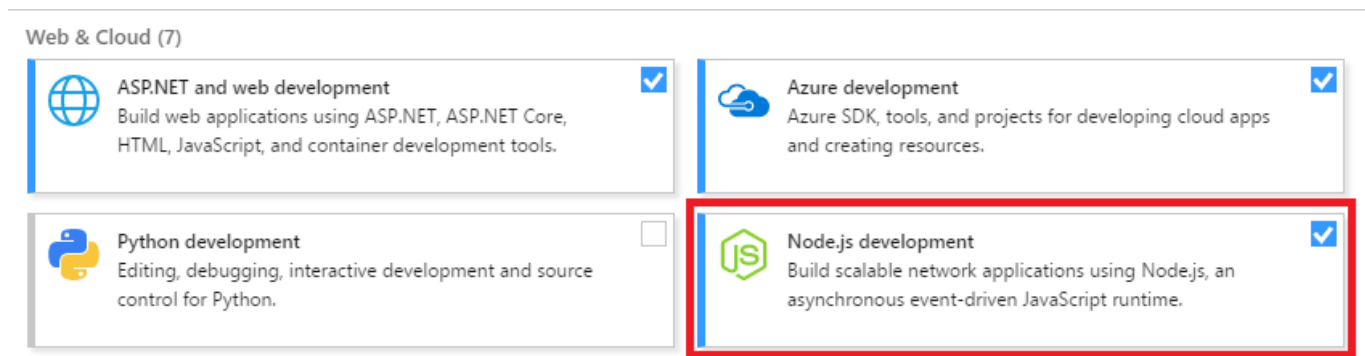 Web & Cloud (7)
ASP.NET and web development
Build web applications using ASP.NET, ASP.NET Core,
HTML, JavaScript, and container development tools.
Azure development
Azure SDK, tools, and projects for developing cloud apps
and creating resources.
Python development
Editing, debugging, interactive development and source
control for Python.
JS
Node.js development
Build scalable network applications using Node.js, an
asynchronous event-driven JavaScript runtime.